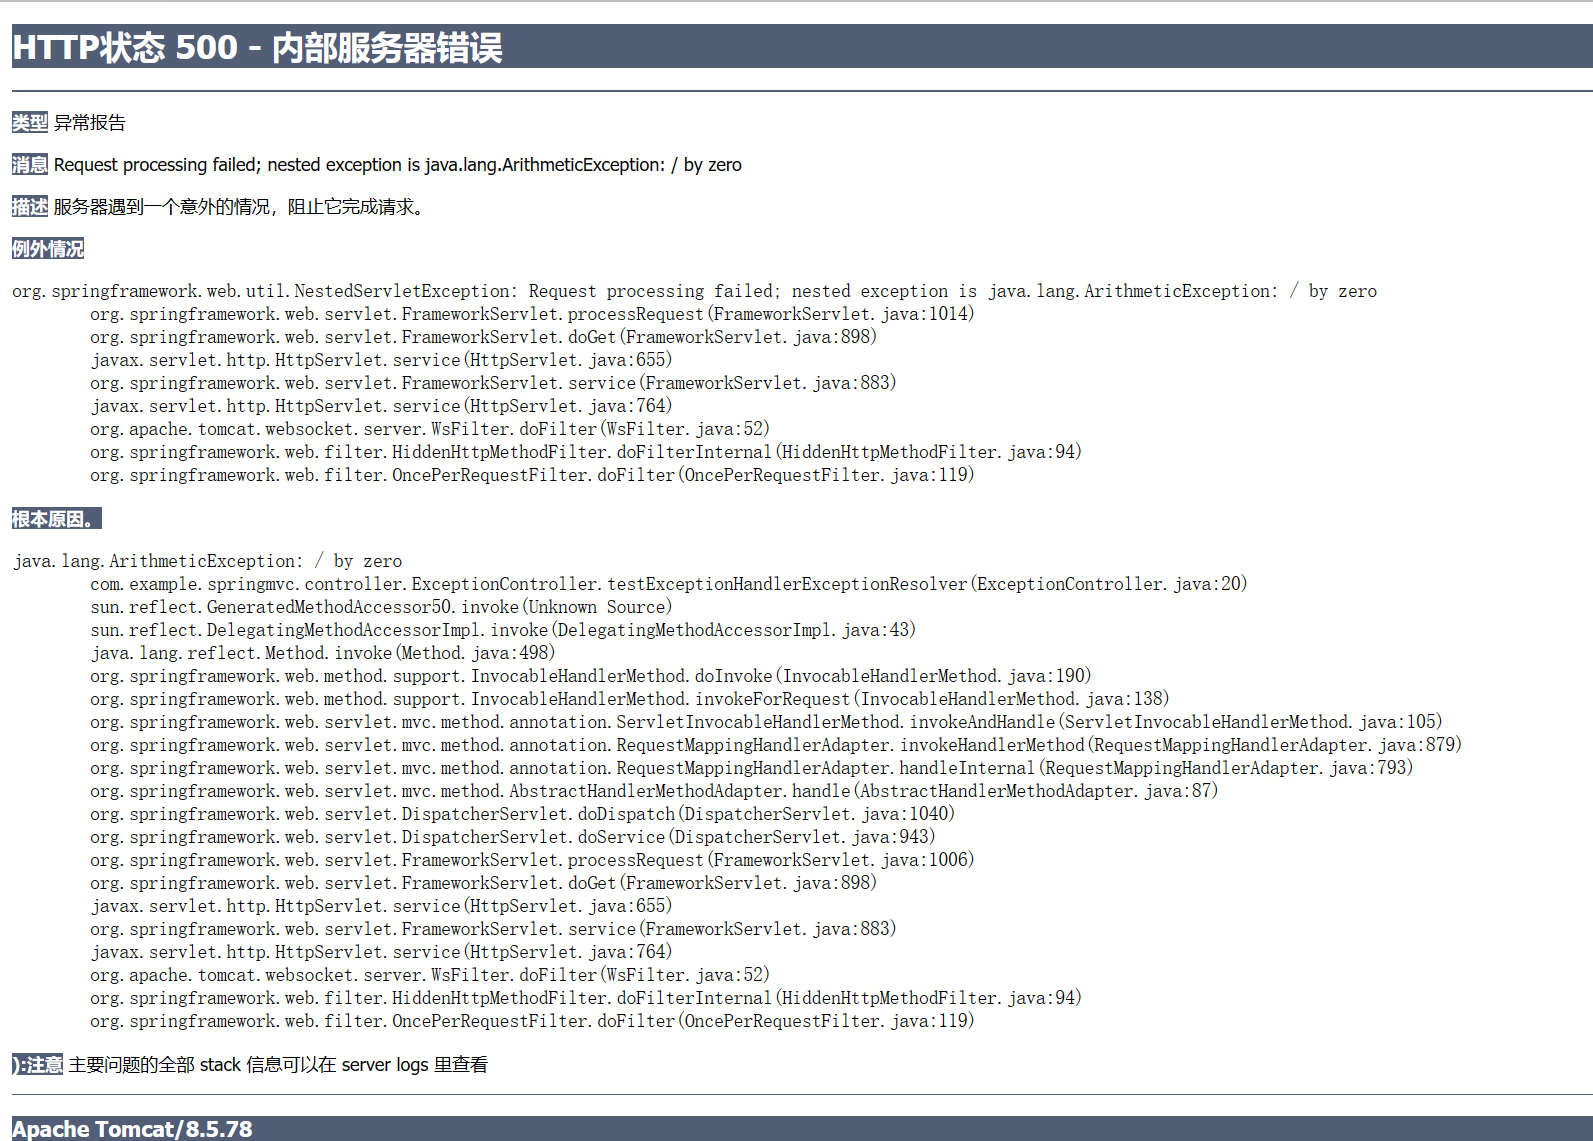 HTTP状态 500 - 内部服务器错误
类型 异常报告
消息 Request processing failed; nested exception is java.lang.ArithmeticException: / by zero
描述 服务器遇到一个意外的情况，阻止它完成请求。
例外情况
org.springframework.web.util.NestedServletException: Request processing failed; nested exception is java.lang.ArithmeticException: / by zero
org.springframework.web.servlet.FrameworkServlet.processRequest(FrameworkServlet.java:1014)
org.springframework.web.servlet.FrameworkServlet.doGet(FrameworkServlet.java:898)
javax.servlet.http.HttpServlet.service(HttpServlet.java:655)
org.springframework.web.servlet.FrameworkServlet.service(FrameworkServlet.java:883)
javax.servlet.http.HttpServlet.service(HttpServlet.java:764)
org.apache.tomcat.websocket.server.WsFilter.doFilter(WsFilter.java:52)
org.springframework.web.filter.HiddenHttpMethodFilter.doFilterInternal(HiddenHttpMethodFilter.java:94)
org.springframework.web.filter.OncePerRequestFilter.doFilter(OncePerRequestFilter.java:119)
根本原因。
java.lang.ArithmeticException: / by zero
com.example.springmvc.controller.ExceptionController.testExceptionHandlerExceptionResolver(ExceptionController.java:20)
sun.reflect.GeneratedMethodAccessor50.invoke(Unknown Source)
sun.reflect.DelegatingMethodAccessorImpl.invoke(DelegatingMethodAccessorImpl.java:43)
java.lang.reflect.Method.invoke(Method.java:498)
org.springframework.web.method.support.InvocableHandlerMethod.doInvoke(InvocableHandlerMethod.java:190)
org.springframework.web.method.support.InvocableHandlerMethod.invokeForRequest(InvocableHandlerMethod.java:138)
org.springframework.web.servlet.mvc.method.annotation.ServletInvocableHandlerMethod.invokeAndHandle(ServletInvocableHandlerMethod.java:105)
org.springframework.web.servlet.mvc.method.annotation.RequestMappingHandlerAdapter.invokeHandlerMethod(RequestMappingHandlerAdapter.java:879)
org.springframework.web.servlet.mvc.method.annotation.RequestMappingHandlerAdapter.handleInternal(RequestMappingHandlerAdapter.java:793)
org.springframework.web.servlet.mvc.method.AbstractHandlerMethodAdapter.handle(AbstractHandlerMethodAdapter.java:87)
org.springframework.web.servlet.DispatcherServlet.doDispatch(DispatcherServlet.java:1040)
org.springframework.web.servlet.DispatcherServlet.doService(DispatcherServlet.java:943)
org.springframework.web.servlet.FrameworkServlet.processRequest(FrameworkServlet.java:1006)
org.springframework.web.servlet.FrameworkServlet.doGet(FrameworkServlet.java:898)
javax.servlet.http.HttpServlet.service(HttpServlet.java:655)
org.springframework.web.servlet.FrameworkServlet.service(FrameworkServlet.java:883)
javax.servlet.http.HttpServlet.service(HttpServlet.java:764)
org.apache.tomcat.websocket.server.WsFilter.doFilter(WsFilter.java:52)
org.springframework.web.filter.HiddenHttpMethodFilter.doFilterInternal(HiddenHttpMethodFilter.java:94)
org.springframework.web.filter.OncePerRequestFilter.doFilter(OncePerRequestFilter.java:119)
):注意 主要问题的全部 stack 信息可以在 server logs 里查看
Apache Tomcat/8.5.78